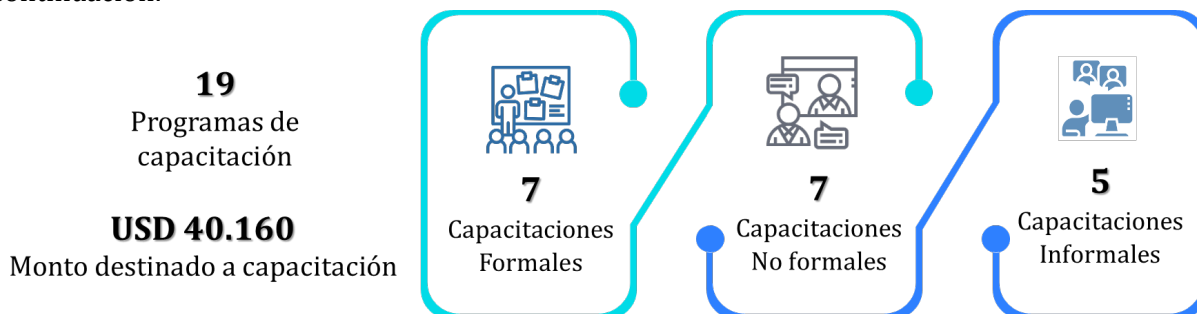 19
Programas de
capacitación
USD 40.160
Monto destinado a capacitación
7
Capacitaciones
Formales
7
Capacitaciones
No formales
5
Capacitaciones
Informales